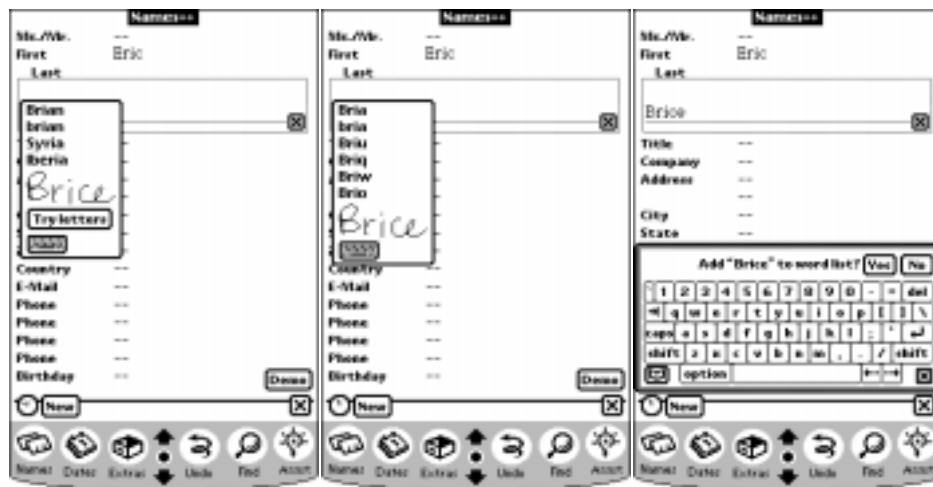 Names++
Ms./Mr. --
First Eric
Last
Brian
brian
Syria
Iberia
Brice
Try letters
Country --
E-Mail --
Phone --
Phone --
Phone --
Phone --
Birthday --
Demo
New
Names Dates Extras Undo Find Assist
Names++
Ms./Mr. --
First Eric
Last
Bria
bria
Briu
Briq
Briw
Brio
Brice
Country --
E-Mail --
Phone --
Phone --
Phone --
Phone --
Birthday --
Demo
New
Names Dates Extras Undo Find Assist
Names++
Ms./Mr. --
First Eric
Last
Brice
Title --
Company --
Address --
--
City --
State --
Add "Brice" to word list? Yes No
1 2 3 4 5 6 7 8 9 0 - = del
q w e r t y u i o p [ ] \
caps a s d f g h j k l ; '
shift z x c v b n m , . / shift
option
New
Names Dates Extras Undo Find Assist